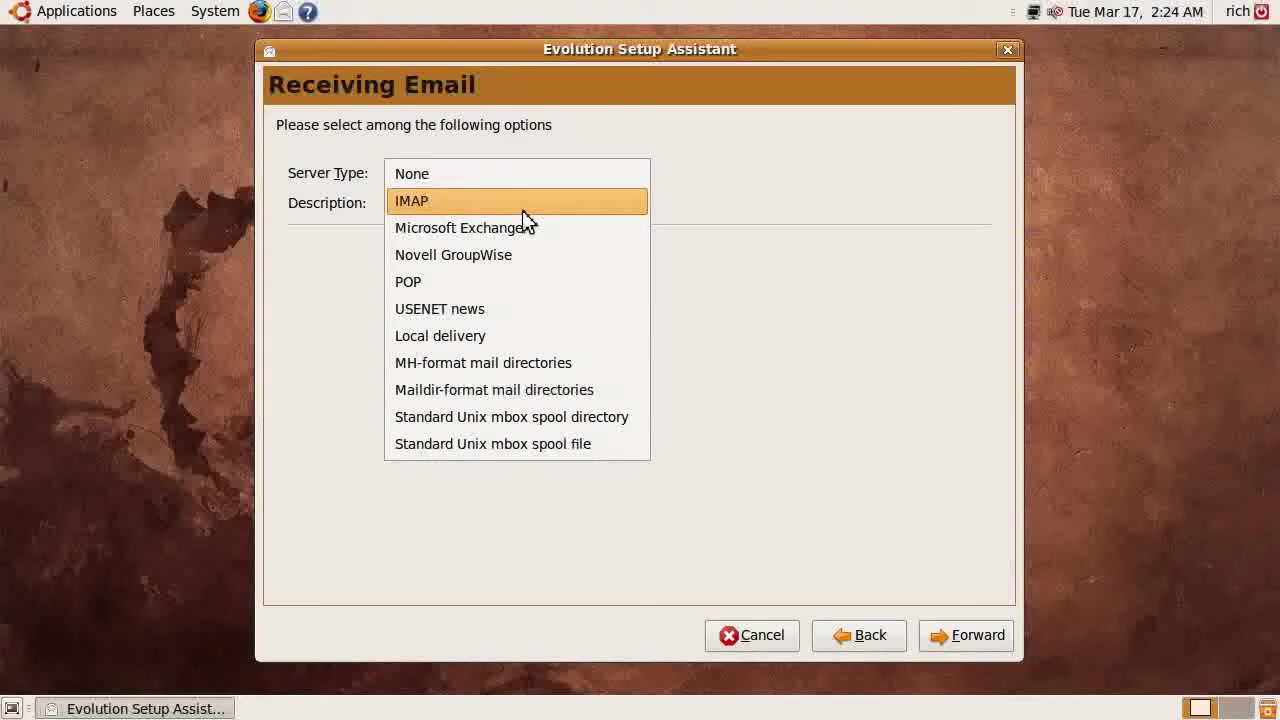 Applications Places System Tue Mar 17, 2:24 AM rich
Evolution Setup Assistant
Receiving Email
Please select among the following options
Server Type:
None
Description:
IMAP
Microsoft Exchange
Novell GroupWise
POP
USENET news
Local delivery
MH-format mail directories
Maildir-format mail directories
Standard Unix mbox spool directory
Standard Unix mbox spool file
Cancel Back Forward
Evolution Setup Assist...